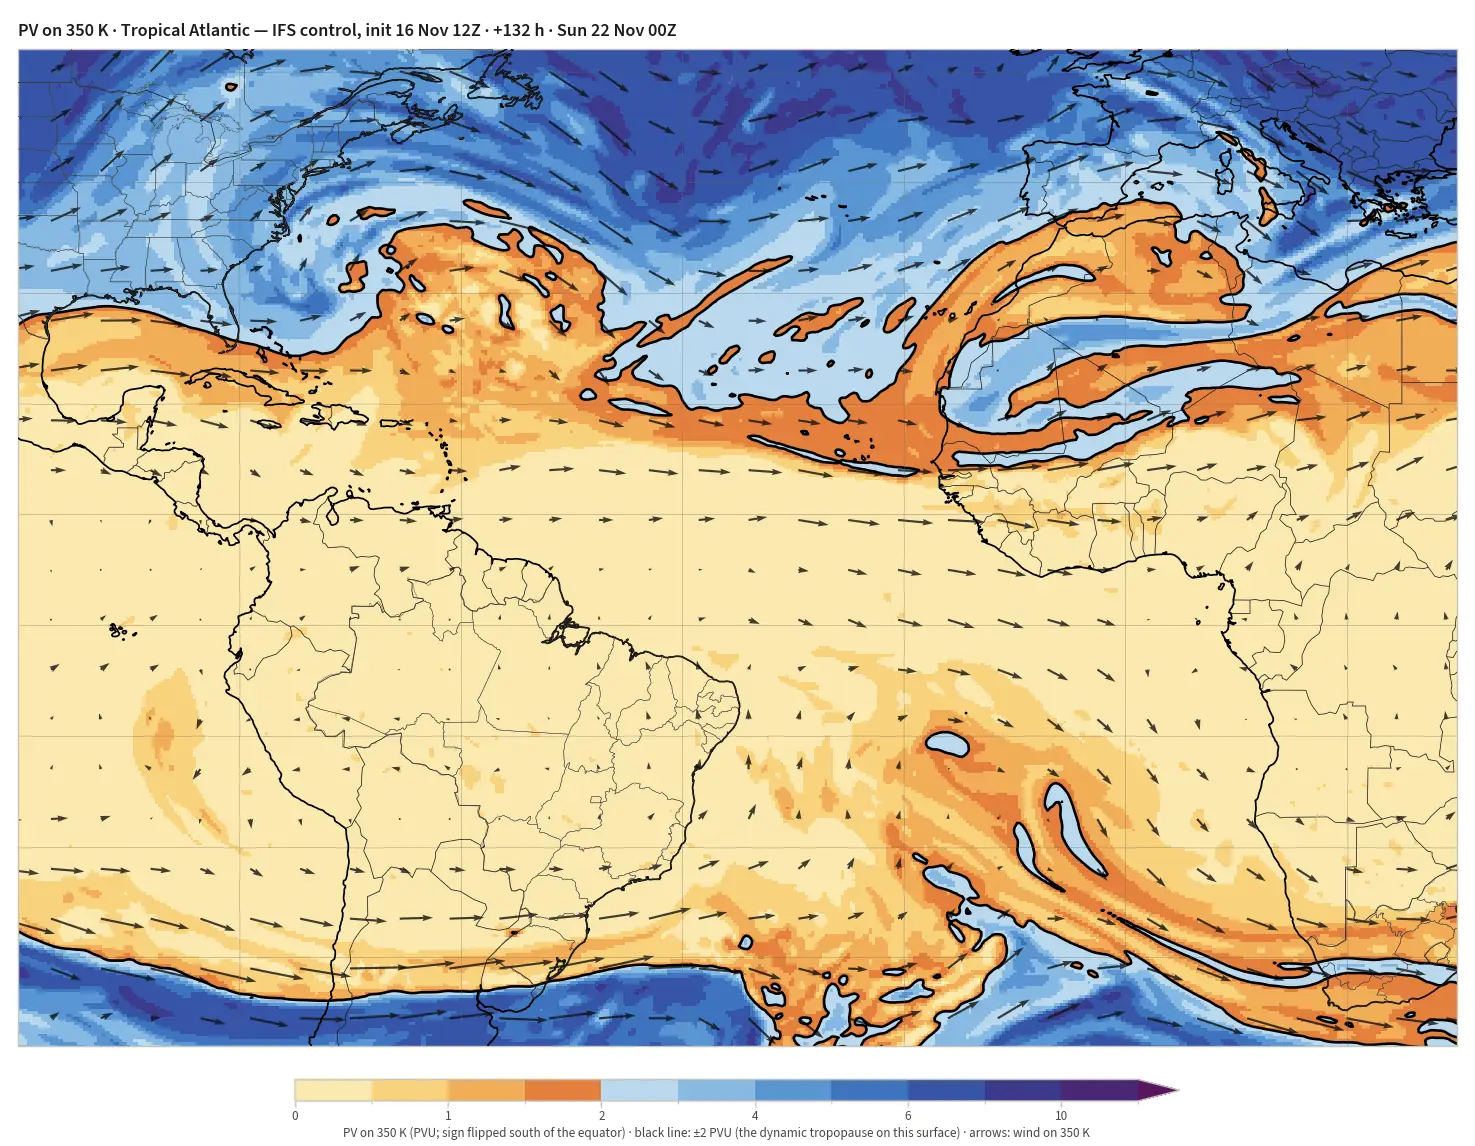 PV on 350 K · Tropical Atlantic — IFS control, init 16 Nov 12Z · +132 h · Sun 22 Nov 00Z
0 1 2 4 6 10
PV on 350 K (PVU; sign flipped south of the equator) · black line: ±2 PVU (the dynamic tropopause on this surface) · arrows: wind on 350 K